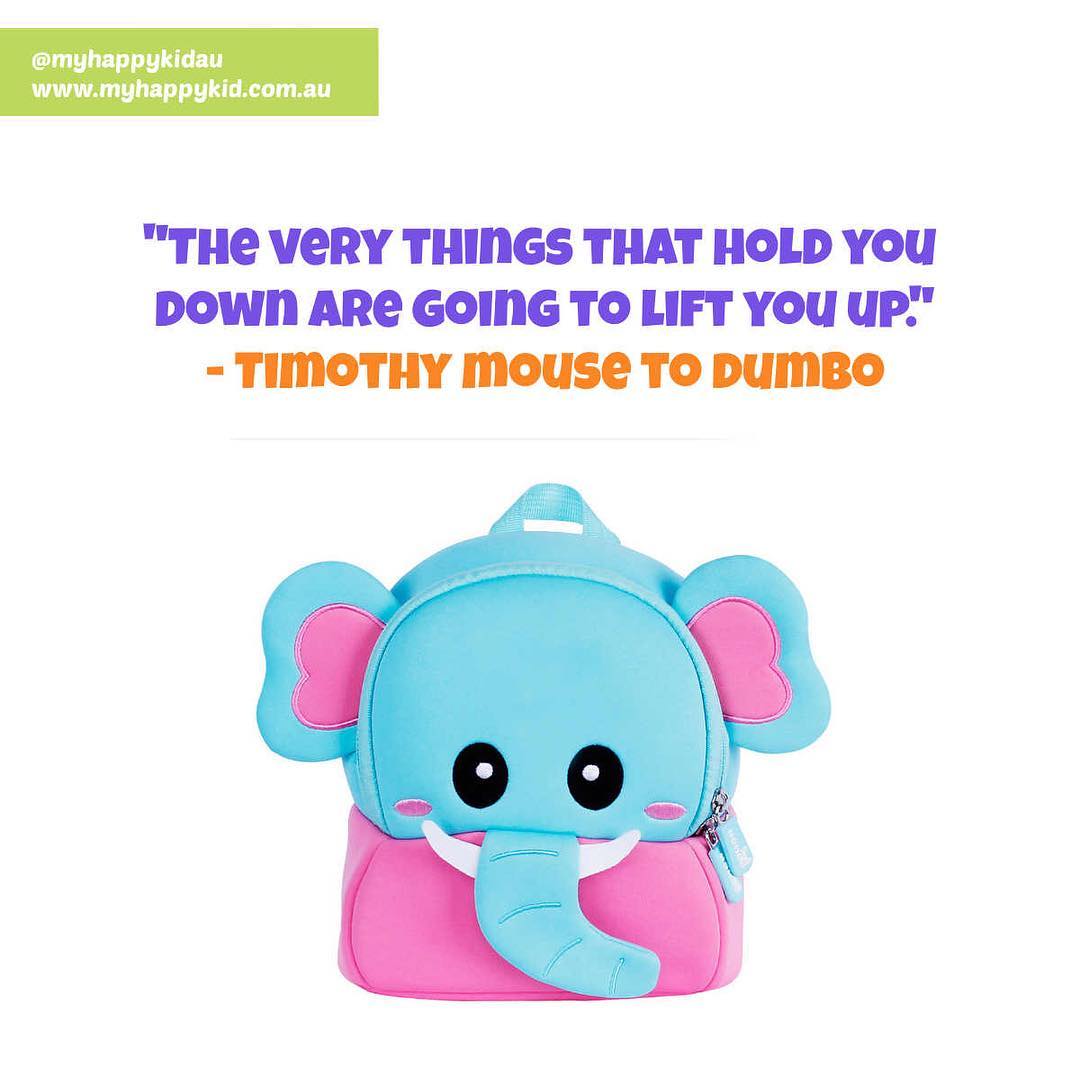 @myhappykidau
www.myhappykid.com.au
"The very things that hold you
down are going to lift you up."
- Timothy Mouse to Dumbo